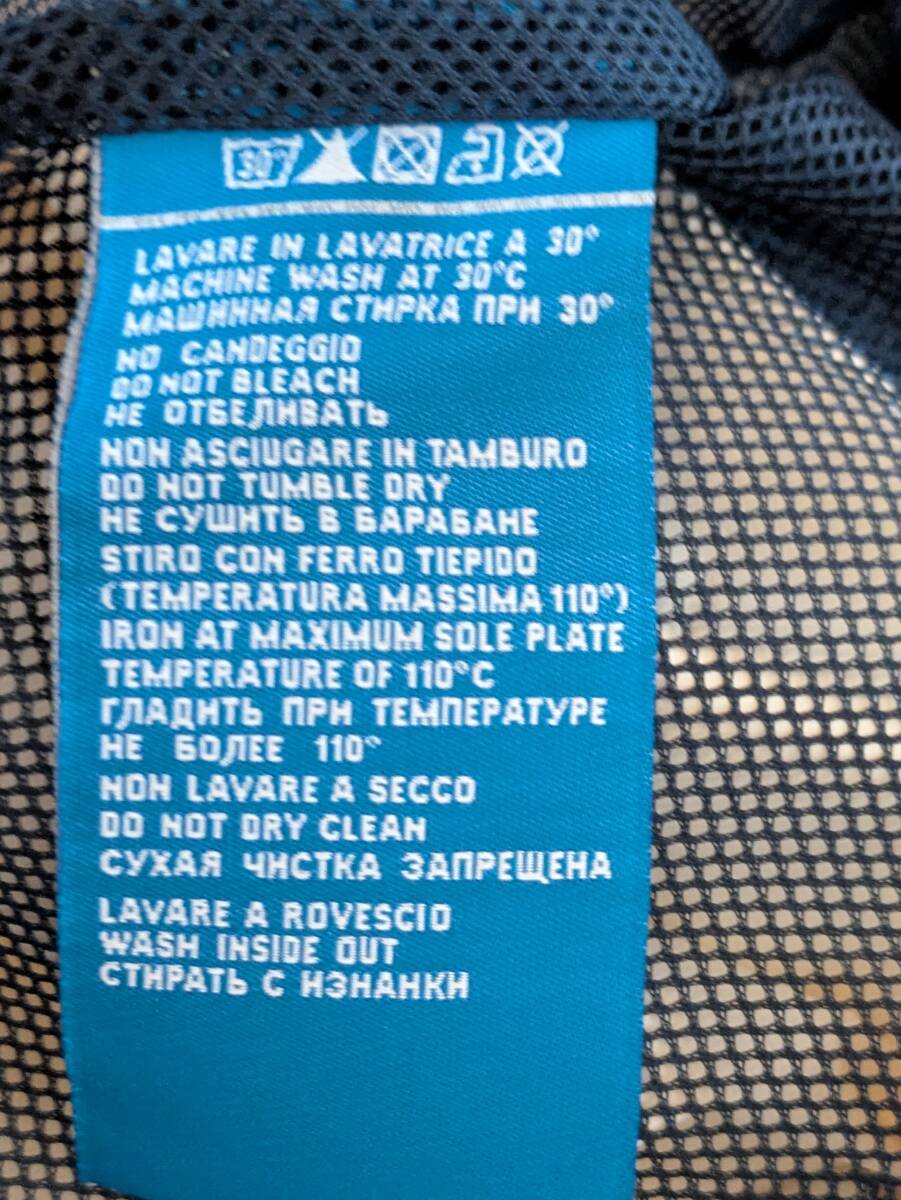 30
LAVARE IN LAVATRICE A 30°
MACHINE WASH AT 30°C
МАШИННАЯ СТИРКА ПРИ 30°
NO CANDEGGIO
DO NOT BLEACH
НЕ ОТБЕЛИВАТЬ
NON ASCIUGARE IN TAMBURO
DO NOT TUMBLE DRY
НЕ СУШИТЬ В БАРАБАНЕ
STIRO CON FERRO TIEPIDO
(TEMPERATURA MASSIMA 110°)
IRON AT MAXIMUM SOLE PLATE
TEMPERATURE OF 110°C
ГЛАДИТЬ ПРИ ТЕМПЕРАТУРЕ
НЕ БОЛЕЕ 110°
NON LAVARE A SECCO
DO NOT DRY CLEAN
СУХАЯ ЧИСТКА ЗАПРЕЩЕНА
LAVARE A ROVESCIO
WASH INSIDE OUT
СТИРАТЬ С ИЗНАНКИ